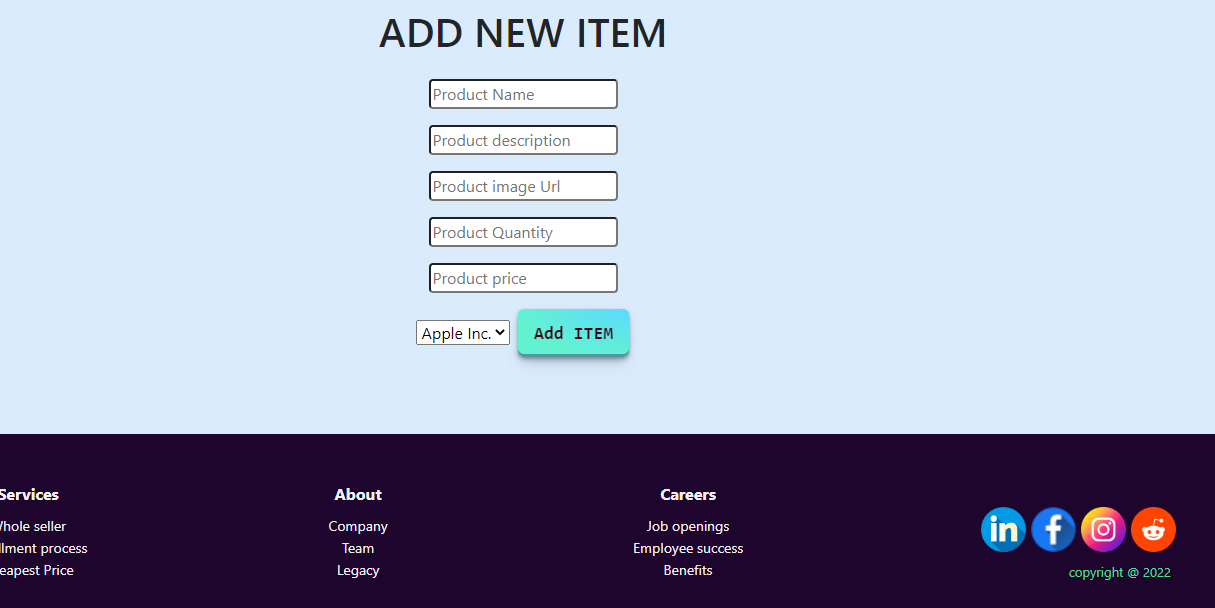 ADD NEW ITEM
Product Name
Product description
Product image Url
Product Quantity
Product price
Apple Inc.
Add ITEM
Services
hole seller
llment process
eapest Price
About
Company
Team
Legacy
Careers
Job openings
Employee success
Benefits
in
copyright @ 2022